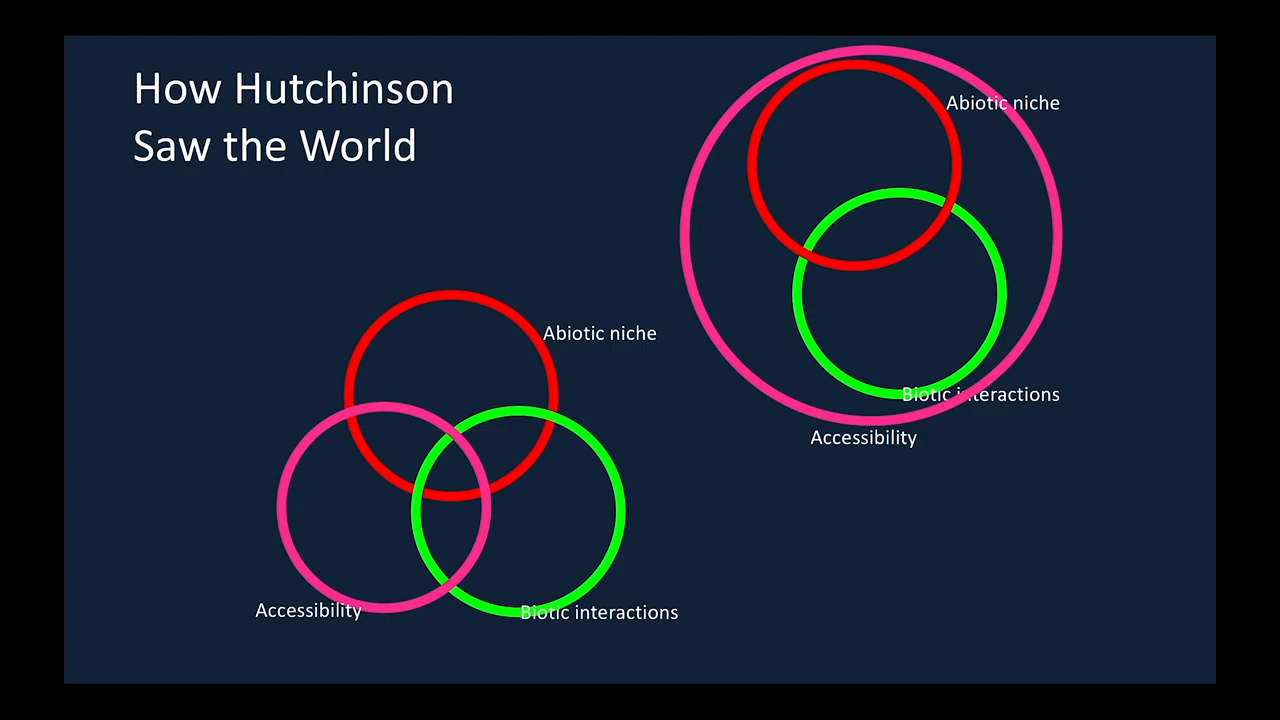 How Hutchinson
Saw the World
Abiotic niche
Biotic interactions
Accessibility
Abiotic niche
Accessibility
Biotic interactions